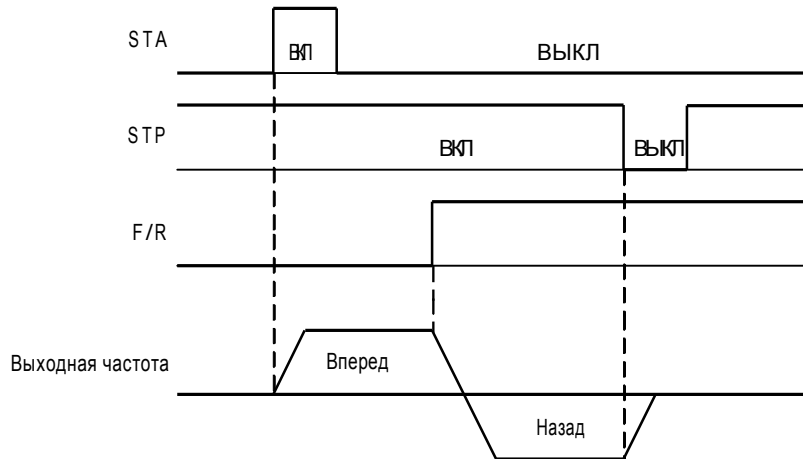 STA
ВКЛ
ВЫКЛ
STP
ВКЛ
ВЫКЛ
F/R
Выходная частота
Вперед
Назад